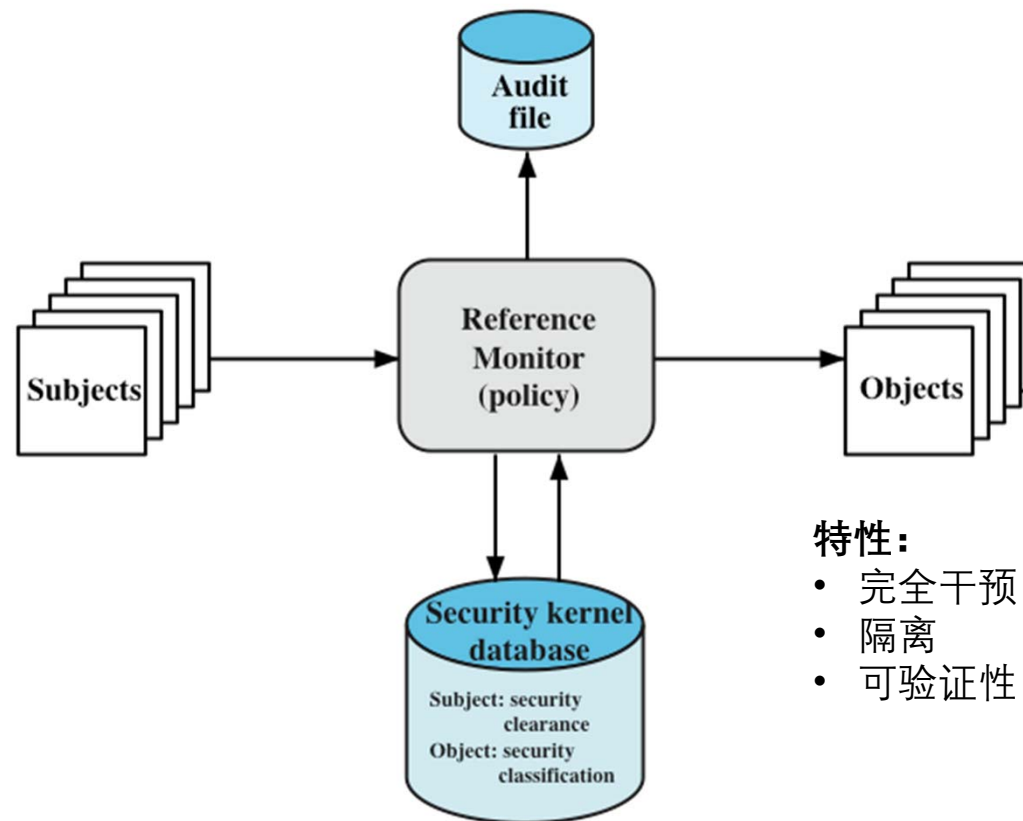 Audit
file
Subjects
Reference
Monitor
(policy)
Objects
Security kernel
database
Subject: security
clearance
Object: security
classification
特性：
• 完全干预
• 隔离
• 可验证性